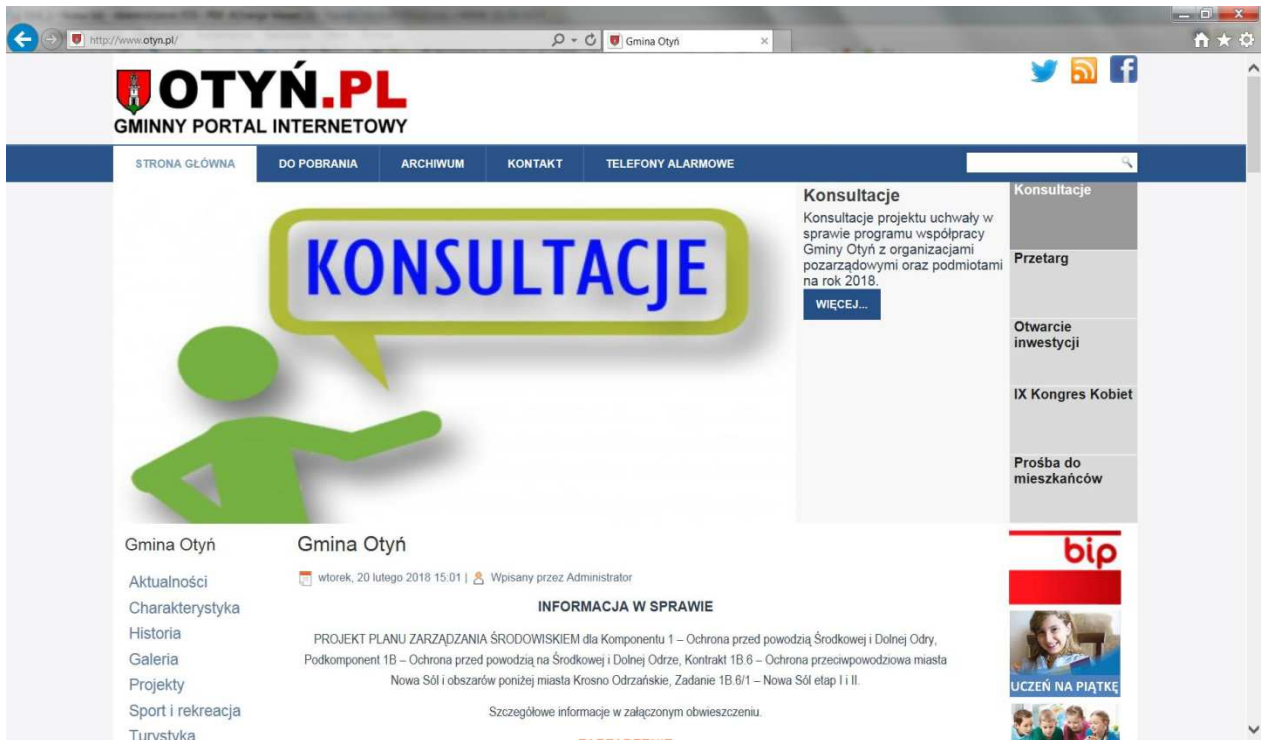 http://www.otyn.pl/
Gmina Otyń
OTYŃ.PL
GMINNY PORTAL INTERNETOWY
STRONA GŁÓWNA
DO POBRANIA
ARCHIWUM
KONTAKT
TELEFONY ALARMOWE
KONSULTACJE
Konsultacje
Konsultacje projektu uchwały w
sprawie programu współpracy
Gminy Otyń z organizacjami
pozarządowymi oraz podmiotami
na rok 2018.
WIĘCEJ...
Konsultacje
Przetarg
Otwarcie
inwestycji
IX Kongres Kobiet
Prośba do
mieszkańców
Gmina Otyń
Aktualności
Charakterystyka
Historia
Galeria
Projekty
Sport i rekreacja
Turystyka
Gmina Otyń
wtorek, 20 lutego 2018 15:01 | Wpisany przez Administrator
INFORMACJA W SPRAWIE
PROJEKT PLANU ZARZĄDZANIA ŚRODOWISKIEM dla Komponentu 1 – Ochrona przed powodzią Środkowej i Dolnej Odry,
Podkomponent 1B – Ochrona przed powodzią na Środkowej i Dolnej Odrze, Kontrakt 1B.6 – Ochrona przeciwpowodziowa miasta
Nowa Sól i obszarów poniżej miasta Krosno Odrzańskie, Zadanie 1B.6/1 – Nowa Sól etap I i II.
Szczegółowe informacje w załączonym obwieszczeniu.
bip
UCZEŃ NA PIĄTKĘ